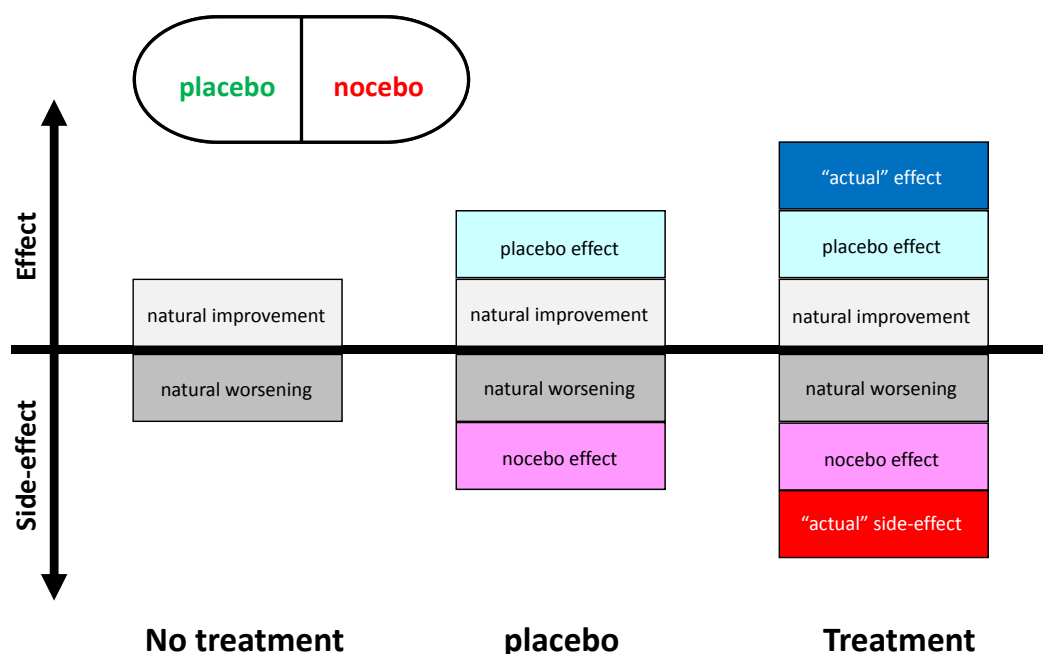 placebo
nocebo
Effect
Side-effect
natural improvement
natural worsening
No treatment
placebo effect
natural improvement
natural worsening
nocebo effect
placebo
“actual” effect
placebo effect
natural improvement
natural worsening
nocebo effect
“actual” side-effect
Treatment